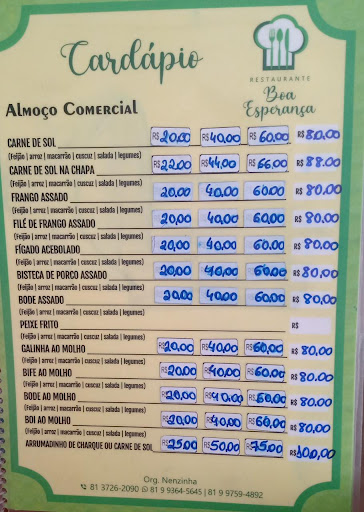 Cardápio
RESTAURANTE
Boa
Esperança
Almoço Comercial
CARNE DE SOL R$ 20,00 R$ 40,00 R$ 60,00 R$ 80,00
(Feijão | arroz | macarrão | cuscuz | salada | legumes)
CARNE DE SOL NA CHAPA R$ 22,00 R$ 44,00 R$ 66,00 R$ 88.00
(Feijão | arroz | macarrão | cuscuz | salada | legumes)
FRANGO ASSADO 20,00 40,00 60,00 R$ 80,00
(Feijão | arroz | macarrão | cuscuz | salada | legumes)
FILÉ DE FRANGO ASSADO 20,00 40,00 60,00 R$ 80,00
(Feijão | arroz | macarrão | cuscuz | salada | legumes)
FÍGADO ACEBOLADO 20,00 40,00 60,00 R$ 80,00
(Feijão | arroz | macarrão | cuscuz | salada | legumes)
BISTECA DE PORCO ASSADO 20,00 40,00 60,00 R$ 80,00
(Feijão | arroz | macarrão | cuscuz | salada | legumes)
BODE ASSADO 20,00 40,00 60,00 R$ 80,00
(Feijão | arroz | macarrão | cuscuz | salada | legumes)
PEIXE FRITO R$
(Feijão | arroz | macarrão | cuscuz | salada | legumes)
GALINHA AO MOLHO R$ 20,00 R$ 40,00 R$ 60,00 R$ 80,00
(Feijão | arroz | macarrão | cuscuz | salada | legumes)
BIFE AO MOLHO R$ 20,00 R$ 40,00 R$ 60,00 R$ 80.00
(Feijão | arroz | macarrão | cuscuz | salada | legumes)
BODE AO MOLHO R$ 20,00 R$ 40,00 R$ 60,00 R$ 80,00
(Feijão | arroz | macarrão | cuscuz | salada | legumes)
BOI AO MOLHO R$ 20,00 R$ 40,00 R$ 60,00 R$ 80,00
(Feijão | arroz | macarrão | cuscuz | salada | legumes)
ARRUMADINHO DE CHARQUE OU CARNE DE SOL R$ 25,00 R$ 50,00 R$ 75,00 R$ 100,00
Org. Nenzinha
81 3726-2090 81 9 9364-5645 | 81 9 9759-4892